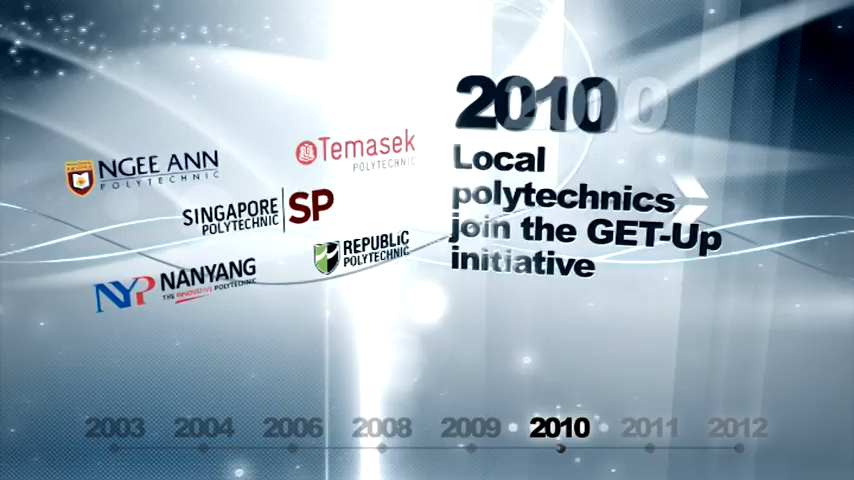 2010
Local
polytechnics
join the GET-Up
initiative
NGEE ANN
POLYTECHNIC
Temasek
POLYTECHNIC
SINGAPORE
POLYTECHNIC
SP
REPUBLIC
POLYTECHNIC
NYP
NANYANG
THE INNOVATIVE POLYTECHNIC
2003 2004 2006 2008 2009 2010 2011 2012